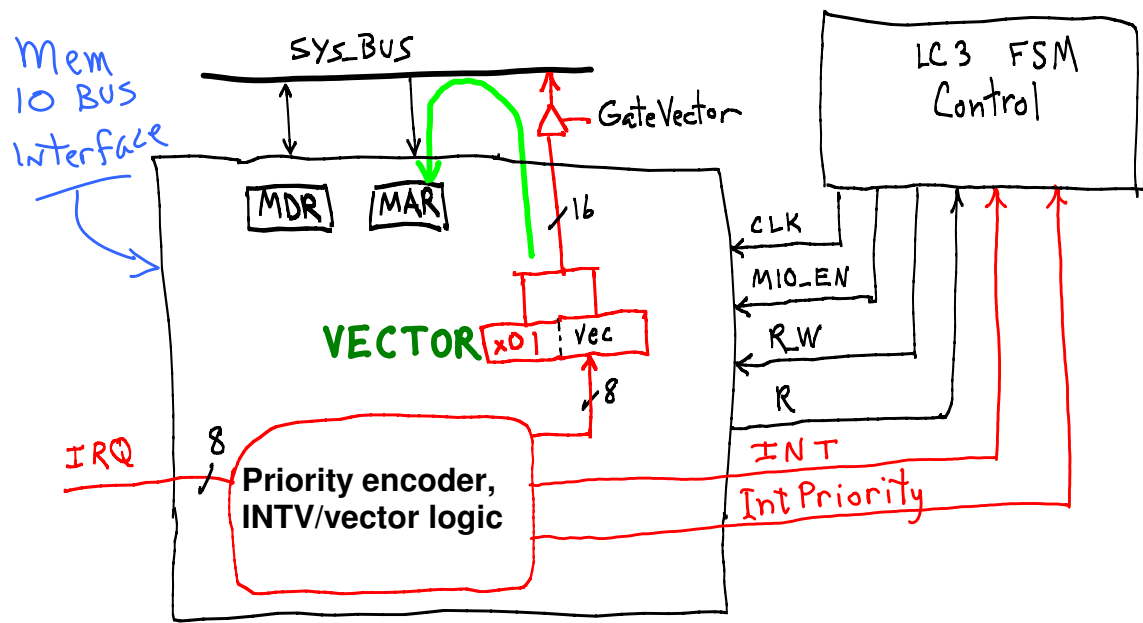 Mem
IO BUS
Interface
SYS_BUS
GateVector
LC3 FSM
Control
MDR
MAR
16
CLK
MIO_EN
R_W
R
VECTOR
x01
Vec
8
IRQ
8
Priority encoder,
INTV/vector logic
INT
IntPriority